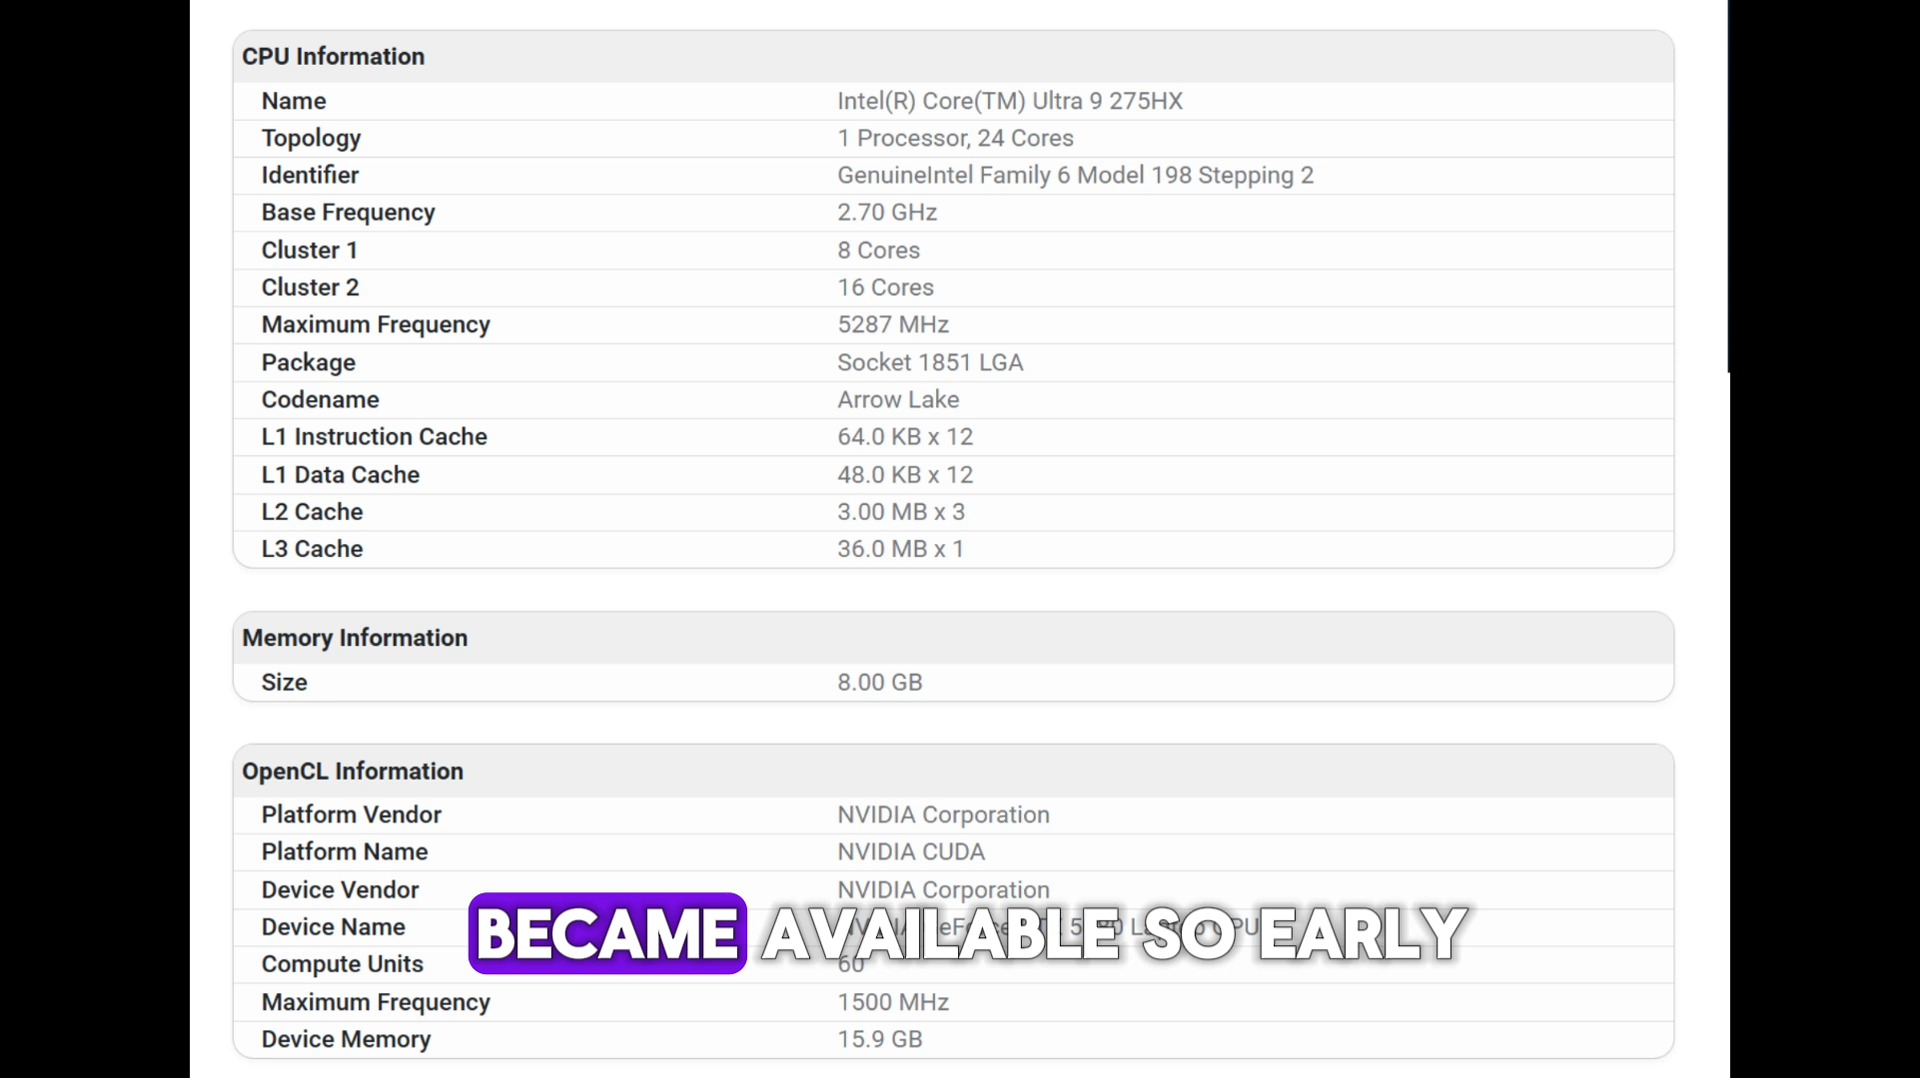 CPU Information
Name Intel(R) Core(TM) Ultra 9 275HX
Topology 1 Processor, 24 Cores
Identifier GenuineIntel Family 6 Model 198 Stepping 2
Base Frequency 2.70 GHz
Cluster 1 8 Cores
Cluster 2 16 Cores
Maximum Frequency 5287 MHz
Package Socket 1851 LGA
Codename Arrow Lake
L1 Instruction Cache 64.0 KB x 12
L1 Data Cache 48.0 KB x 12
L2 Cache 3.00 MB x 3
L3 Cache 36.0 MB x 1
Memory Information
Size 8.00 GB
OpenCL Information
Platform Vendor NVIDIA Corporation
Platform Name NVIDIA CUDA
Device Vendor NVIDIA Corporation
Device Name
BECAME AVAILABLE SO EARLY
Compute Units 60
Maximum Frequency 1500 MHz
Device Memory 15.9 GB